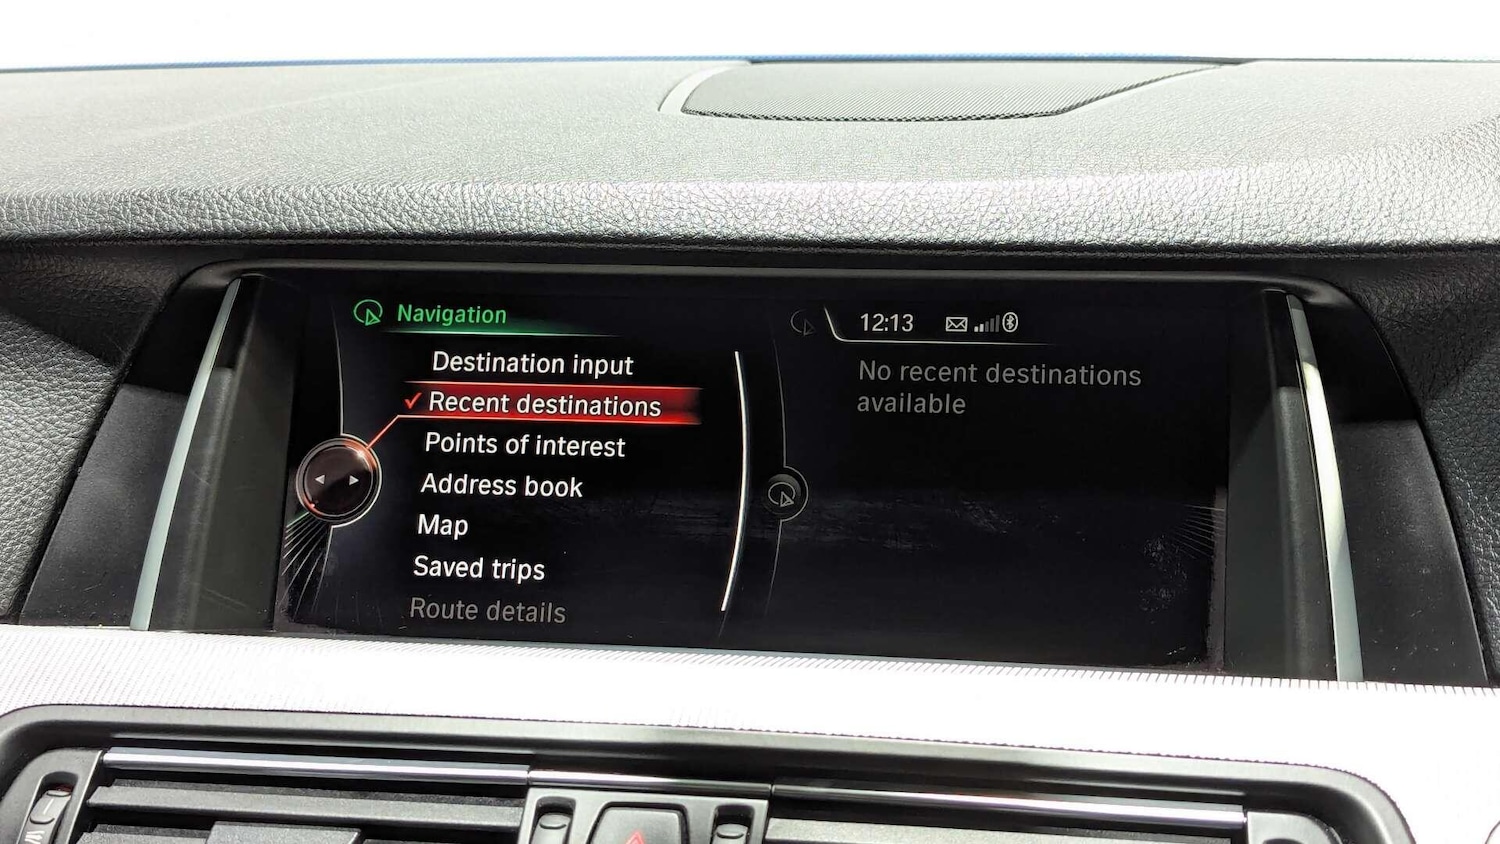 Navigation
Destination input
Recent destinations
Points of interest
Address book
Map
Saved trips
Route details
12:13
No recent destinations
available